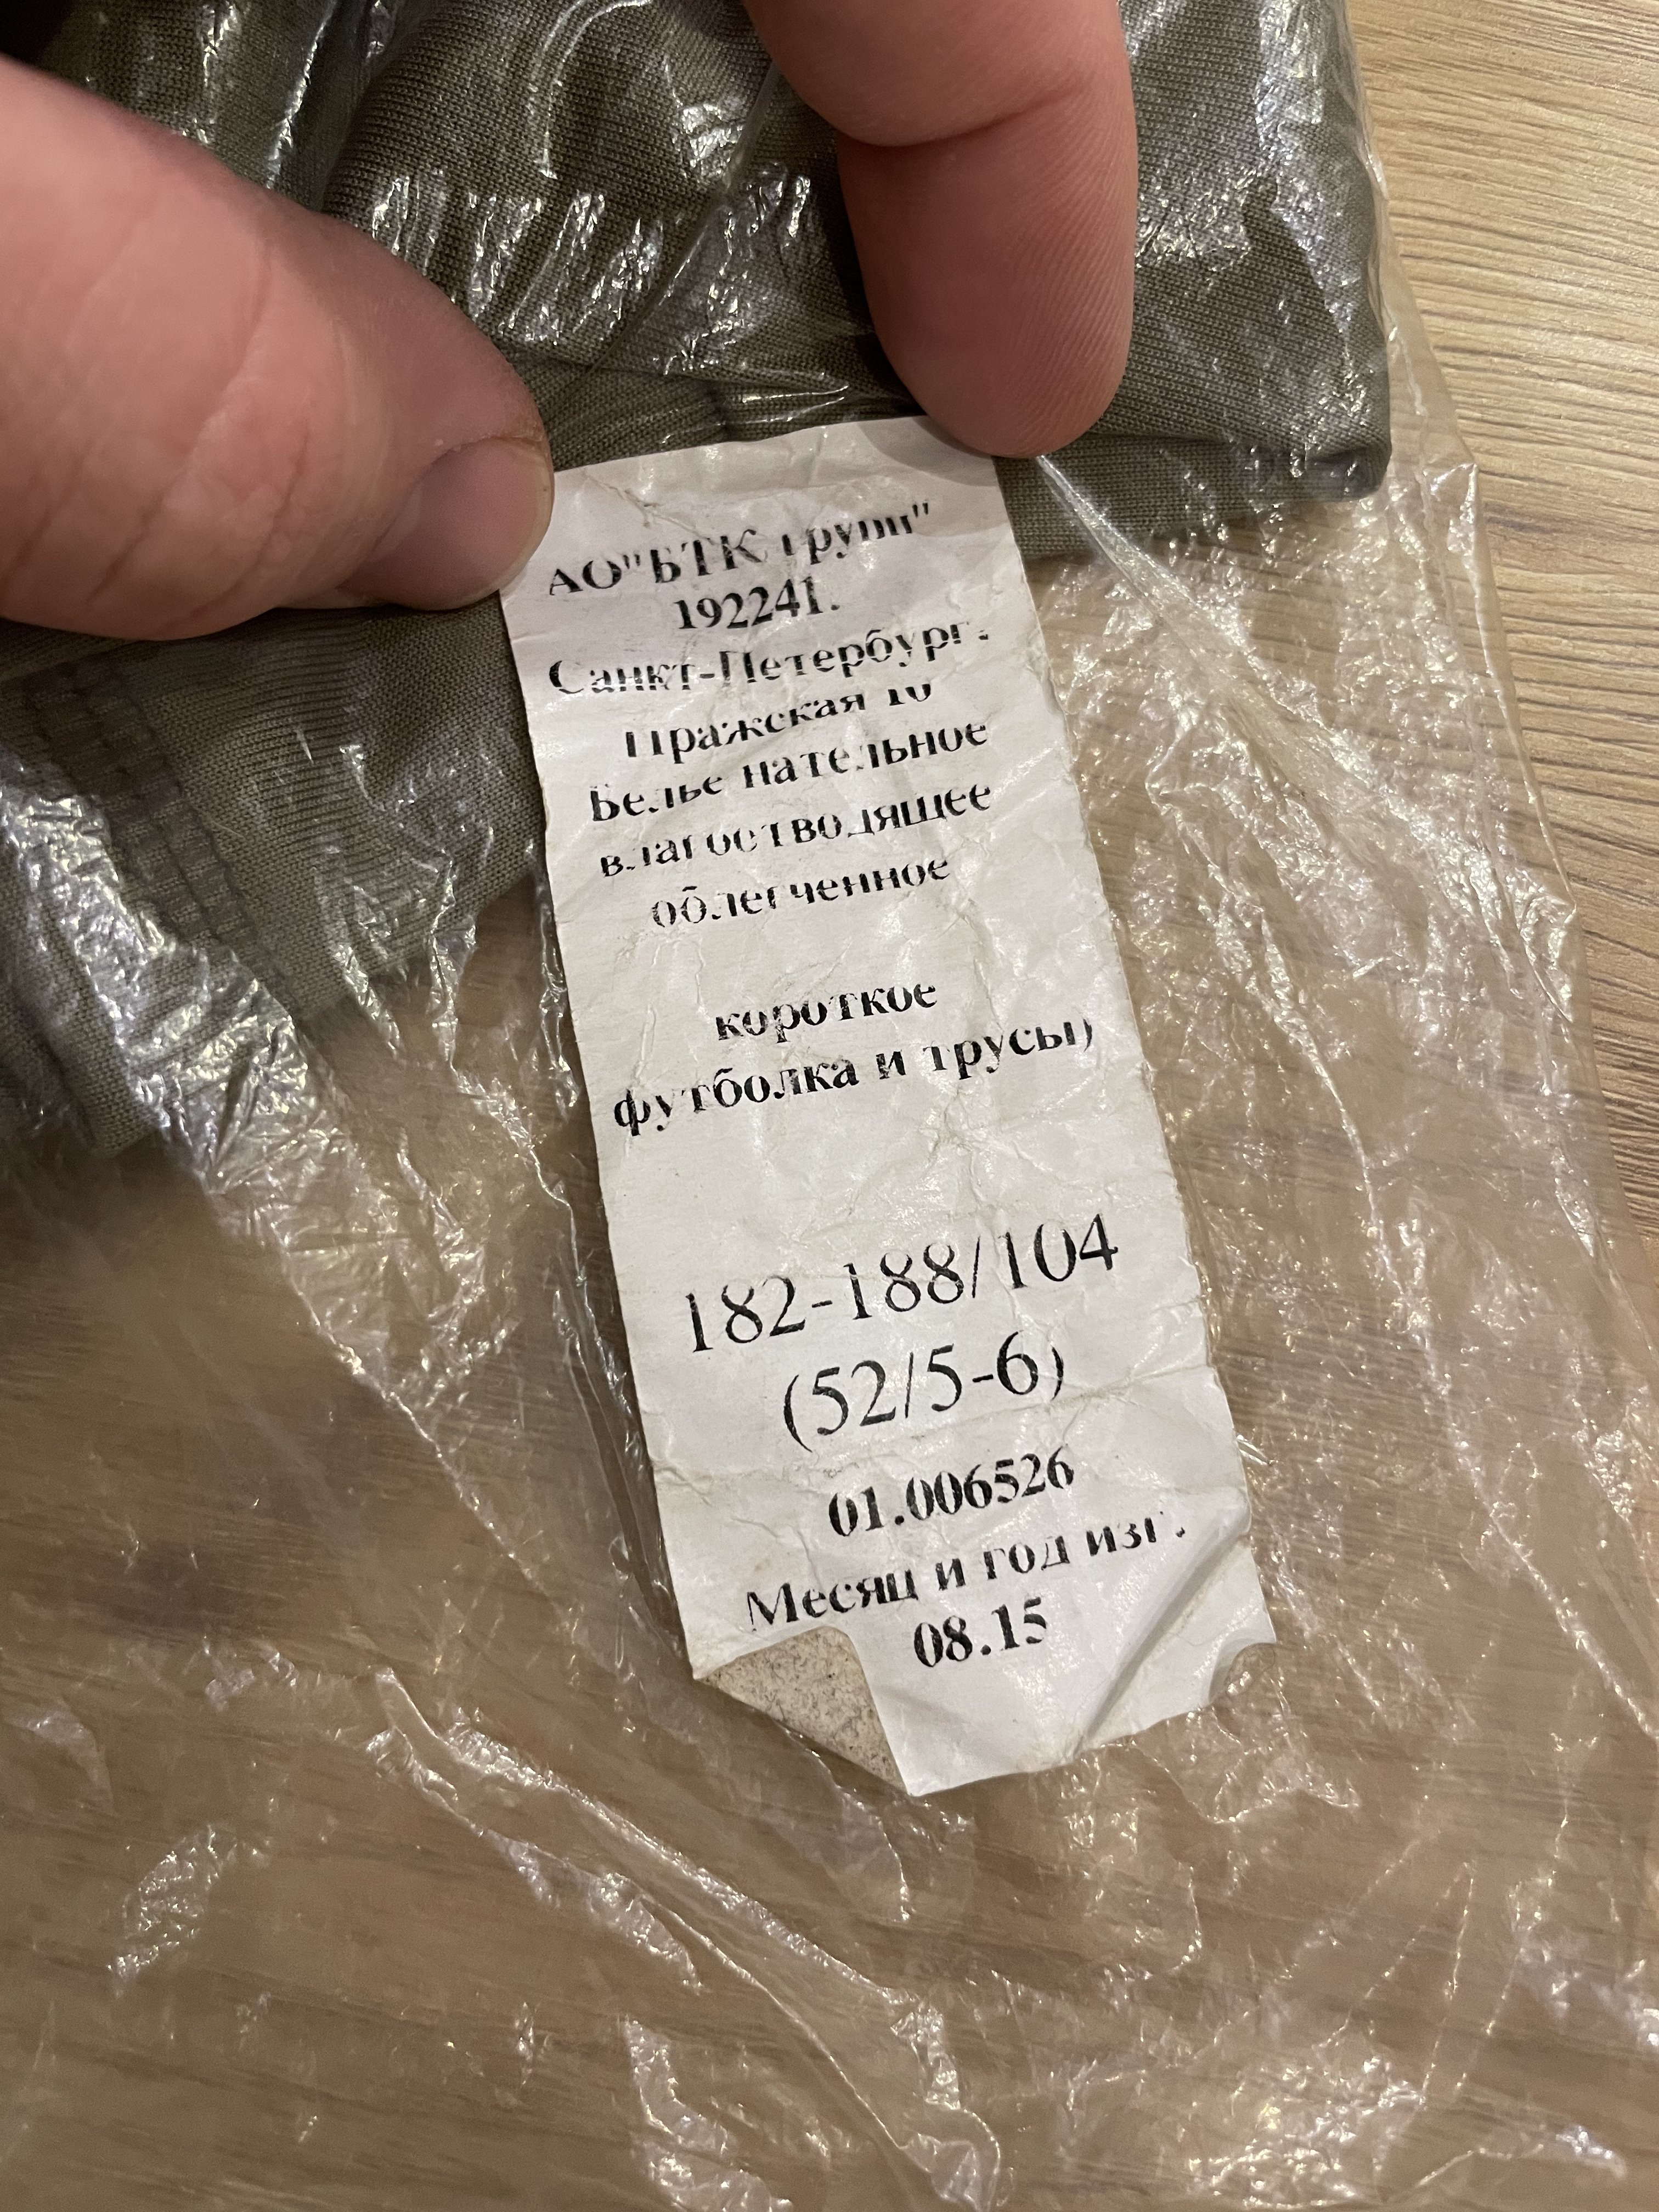 АО"БТК групп"
192241.
Санкт-Петербург.
Пражская 10
Белье нательное
влагоотводящее
облегченное
короткое
футболка и трусы)
182-188/104
(52/5-6)
01.006526
Месяц и год изг.
08.15